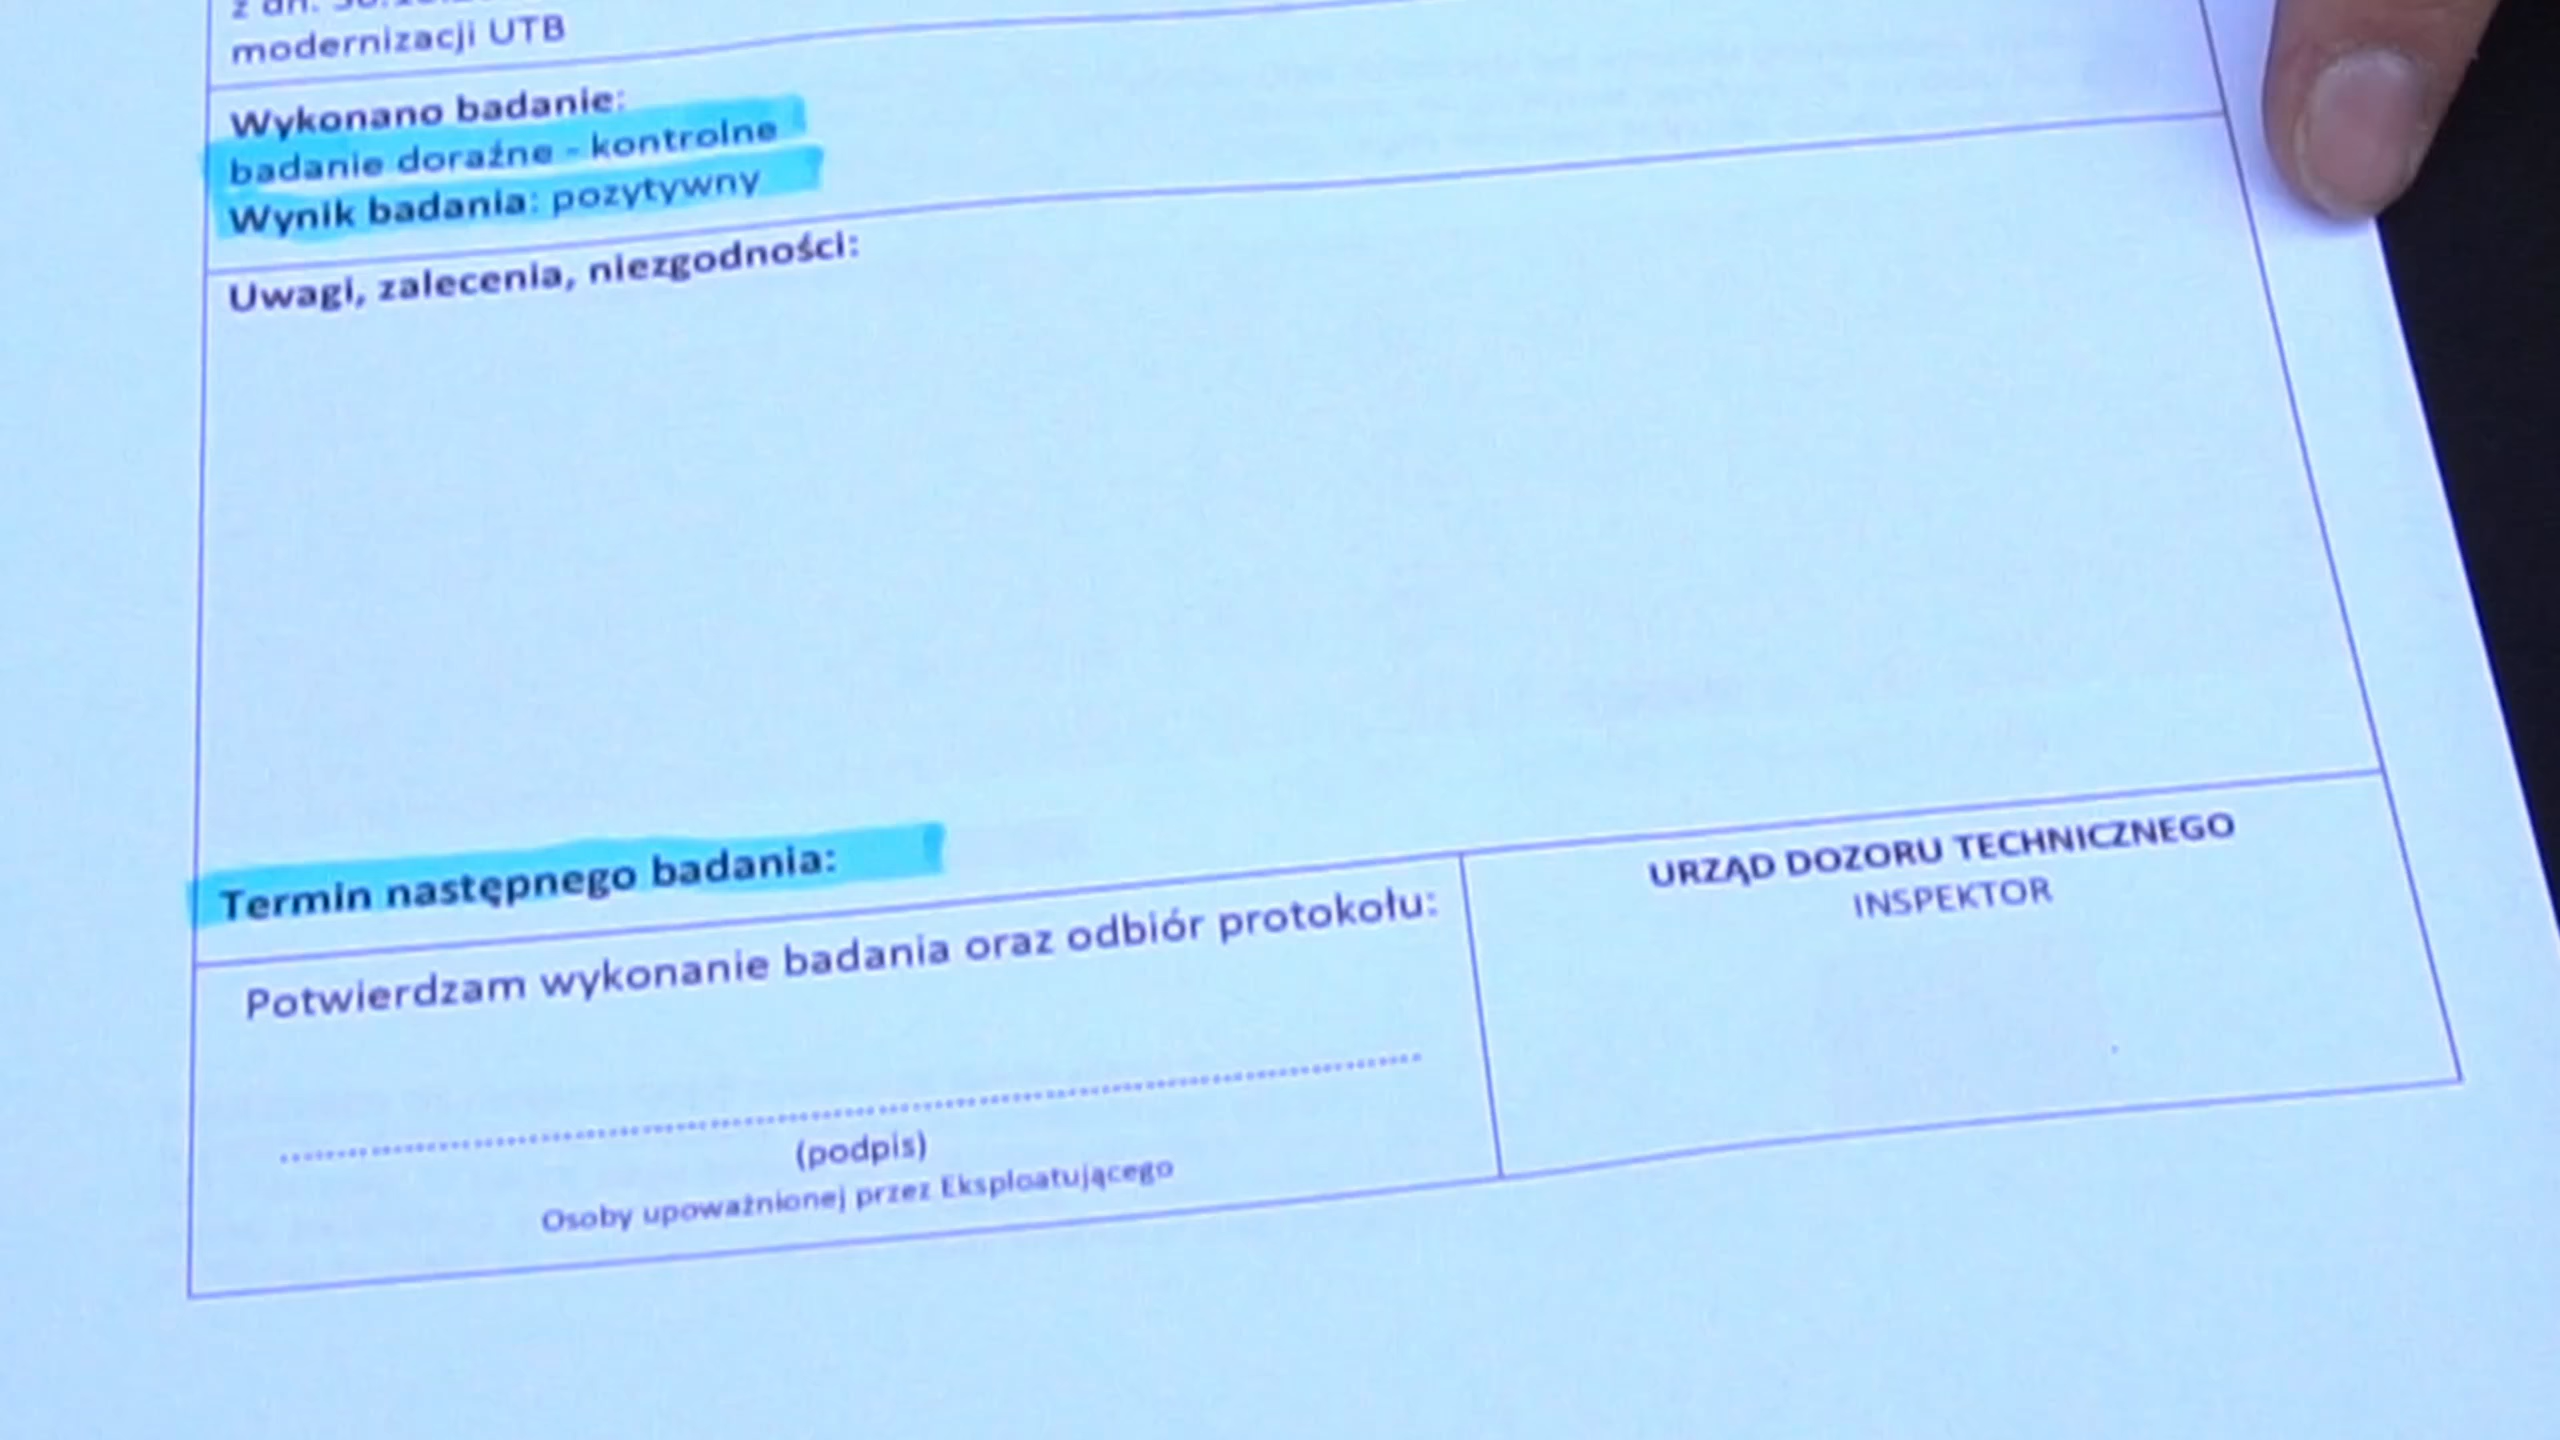 z dn.
modernizacji UTB
Wykonano badanie:
badanie doraźne - kontrolne
Wynik badania: pozytywny
Uwagi, zalecenia, niezgodności:
Termin następnego badania:
Potwierdzam wykonanie badania oraz odbiór protokołu:
(podpis)
Osoby upoważnionej przez Eksploatującego
URZĄD DOZORU TECHNICZNEGO
INSPEKTOR